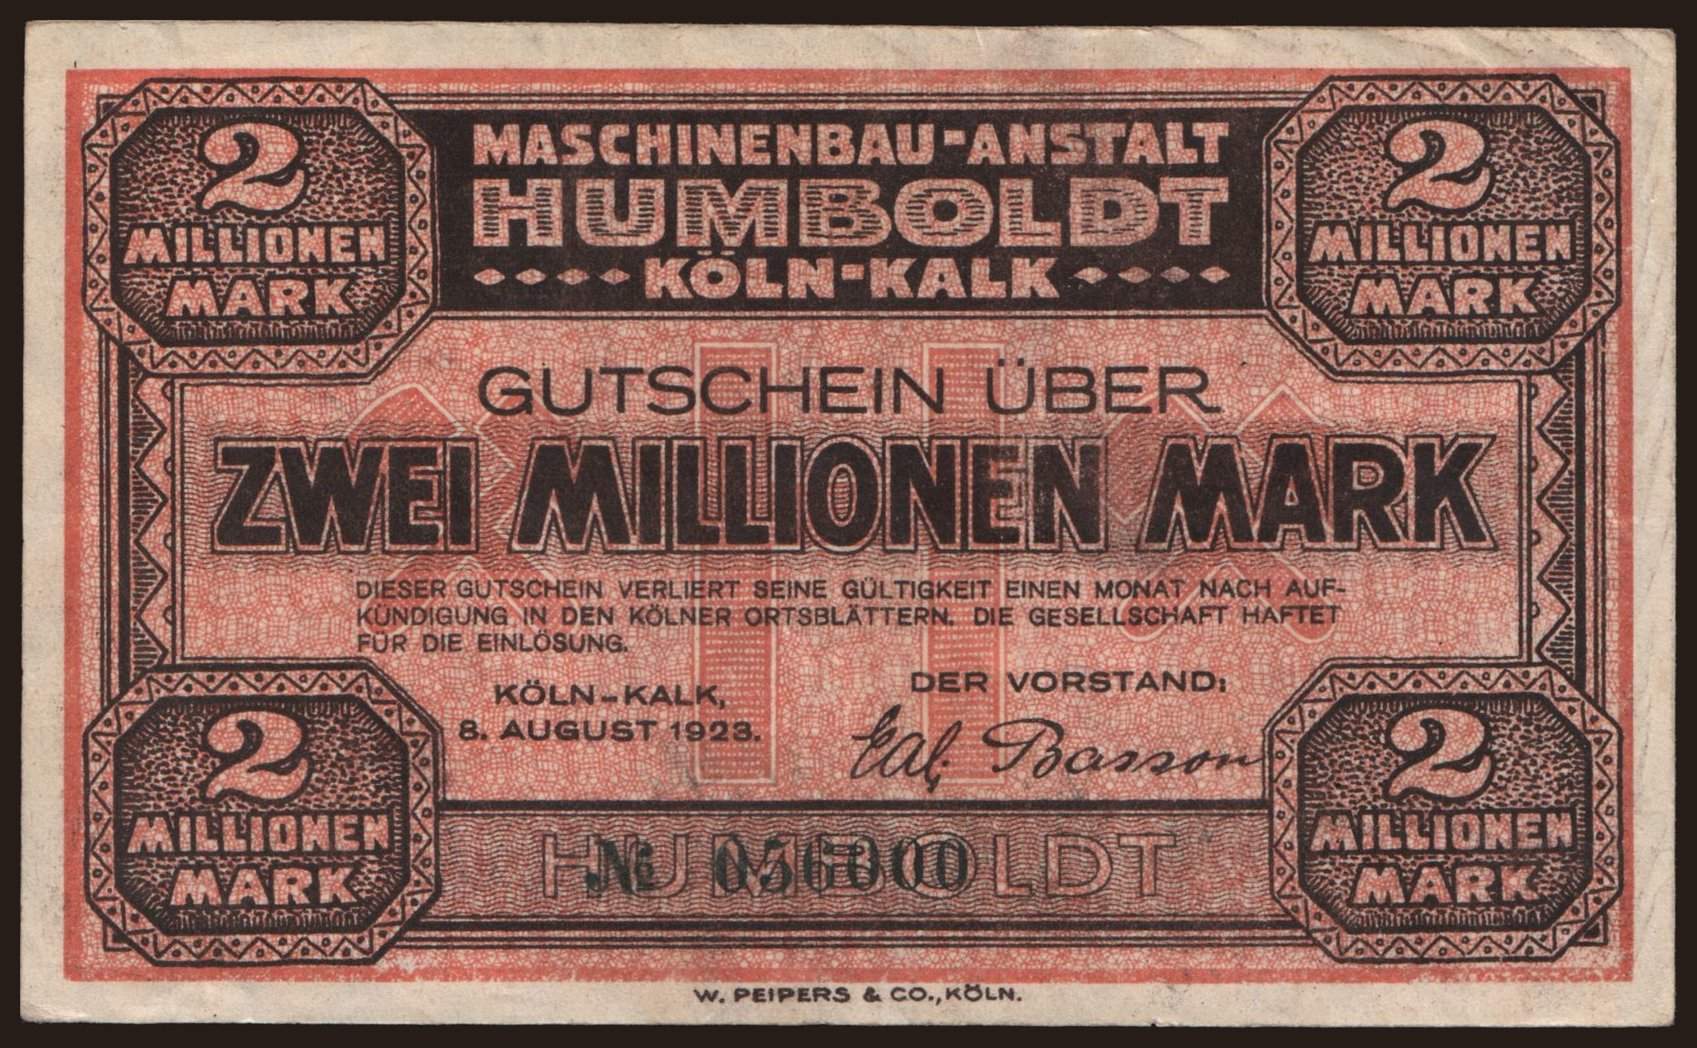 2 MILLIONEN MARK
MASCHINENBAU-ANSTALT
HUMBOLDT
KÖLN-KALK
2 MILLIONEN MARK
GUTSCHEIN ÜBER
ZWEI MILLIONEN MARK
DIESER GUTSCHEIN VERLIERT SEINE GÜLTIGKEIT EINEN MONAT NACH AUF-
KÜNDIGUNG IN DEN KÖLNER ORTSBLÄTTERN. DIE GESELLSCHAFT HAFTET
FÜR DIE EINLÖSUNG.
KÖLN-KALK,
8. AUGUST 1923.
DER VORSTAND:
2 MILLIONEN MARK
HUMBOLDT
№ 056000
2 MILLIONEN MARK
W. PEIPERS & CO., KÖLN.